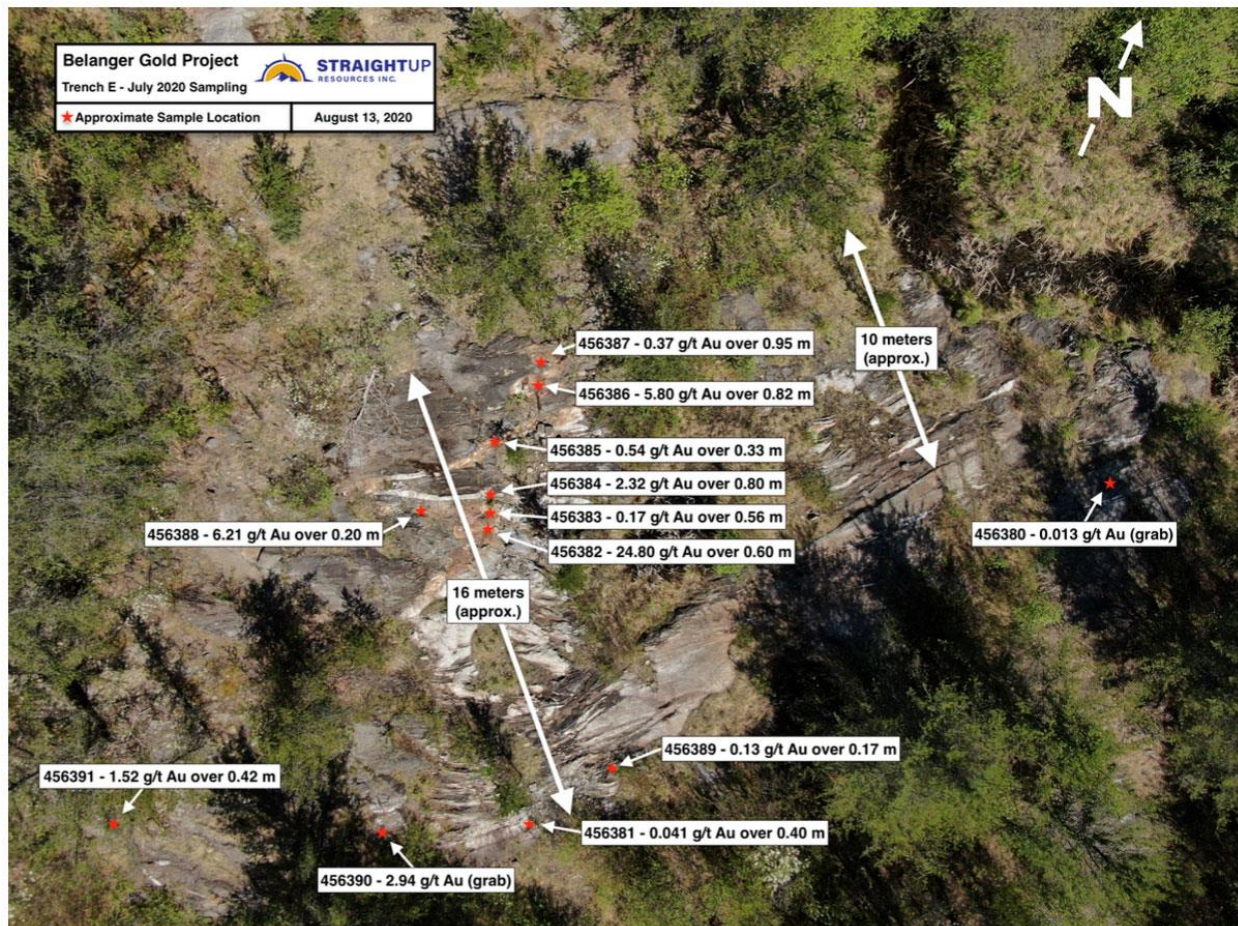 Belanger Gold Project
Trench E - July 2020 Sampling
STRAIGHTUP
RESOURCES INC.
Approximate Sample Location
August 13, 2020
N
456387 - 0.37 g/t Au over 0.95 m
456386 - 5.80 g/t Au over 0.82 m
10 meters
(approx.)
456385 - 0.54 g/t Au over 0.33 m
456384 - 2.32 g/t Au over 0.80 m
456383 - 0.17 g/t Au over 0.56 m
456388 - 6.21 g/t Au over 0.20 m
456380 - 0.013 g/t Au (grab)
456382 - 24.80 g/t Au over 0.60 m
16 meters
(approx.)
456389 - 0.13 g/t Au over 0.17 m
456391 - 1.52 g/t Au over 0.42 m
456381 - 0.041 g/t Au over 0.40 m
456390 - 2.94 g/t Au (grab)